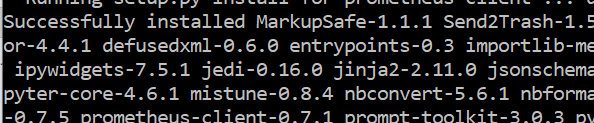 Running setup.py install for prometheus-client ... d
Successfully installed MarkupSafe-1.1.1 Send2Trash-1.5
or-4.4.1 defusedxml-0.6.0 entrypoints-0.3 importlib-me
ipywidgets-7.5.1 jedi-0.16.0 jinja2-2.11.0 jsonschema
pyter-core-4.6.1 mistune-0.8.4 nbconvert-5.6.1 nbforma
-0.7.5 prometheus-client-0.7.1 prompt-toolkit-3.0.3 py